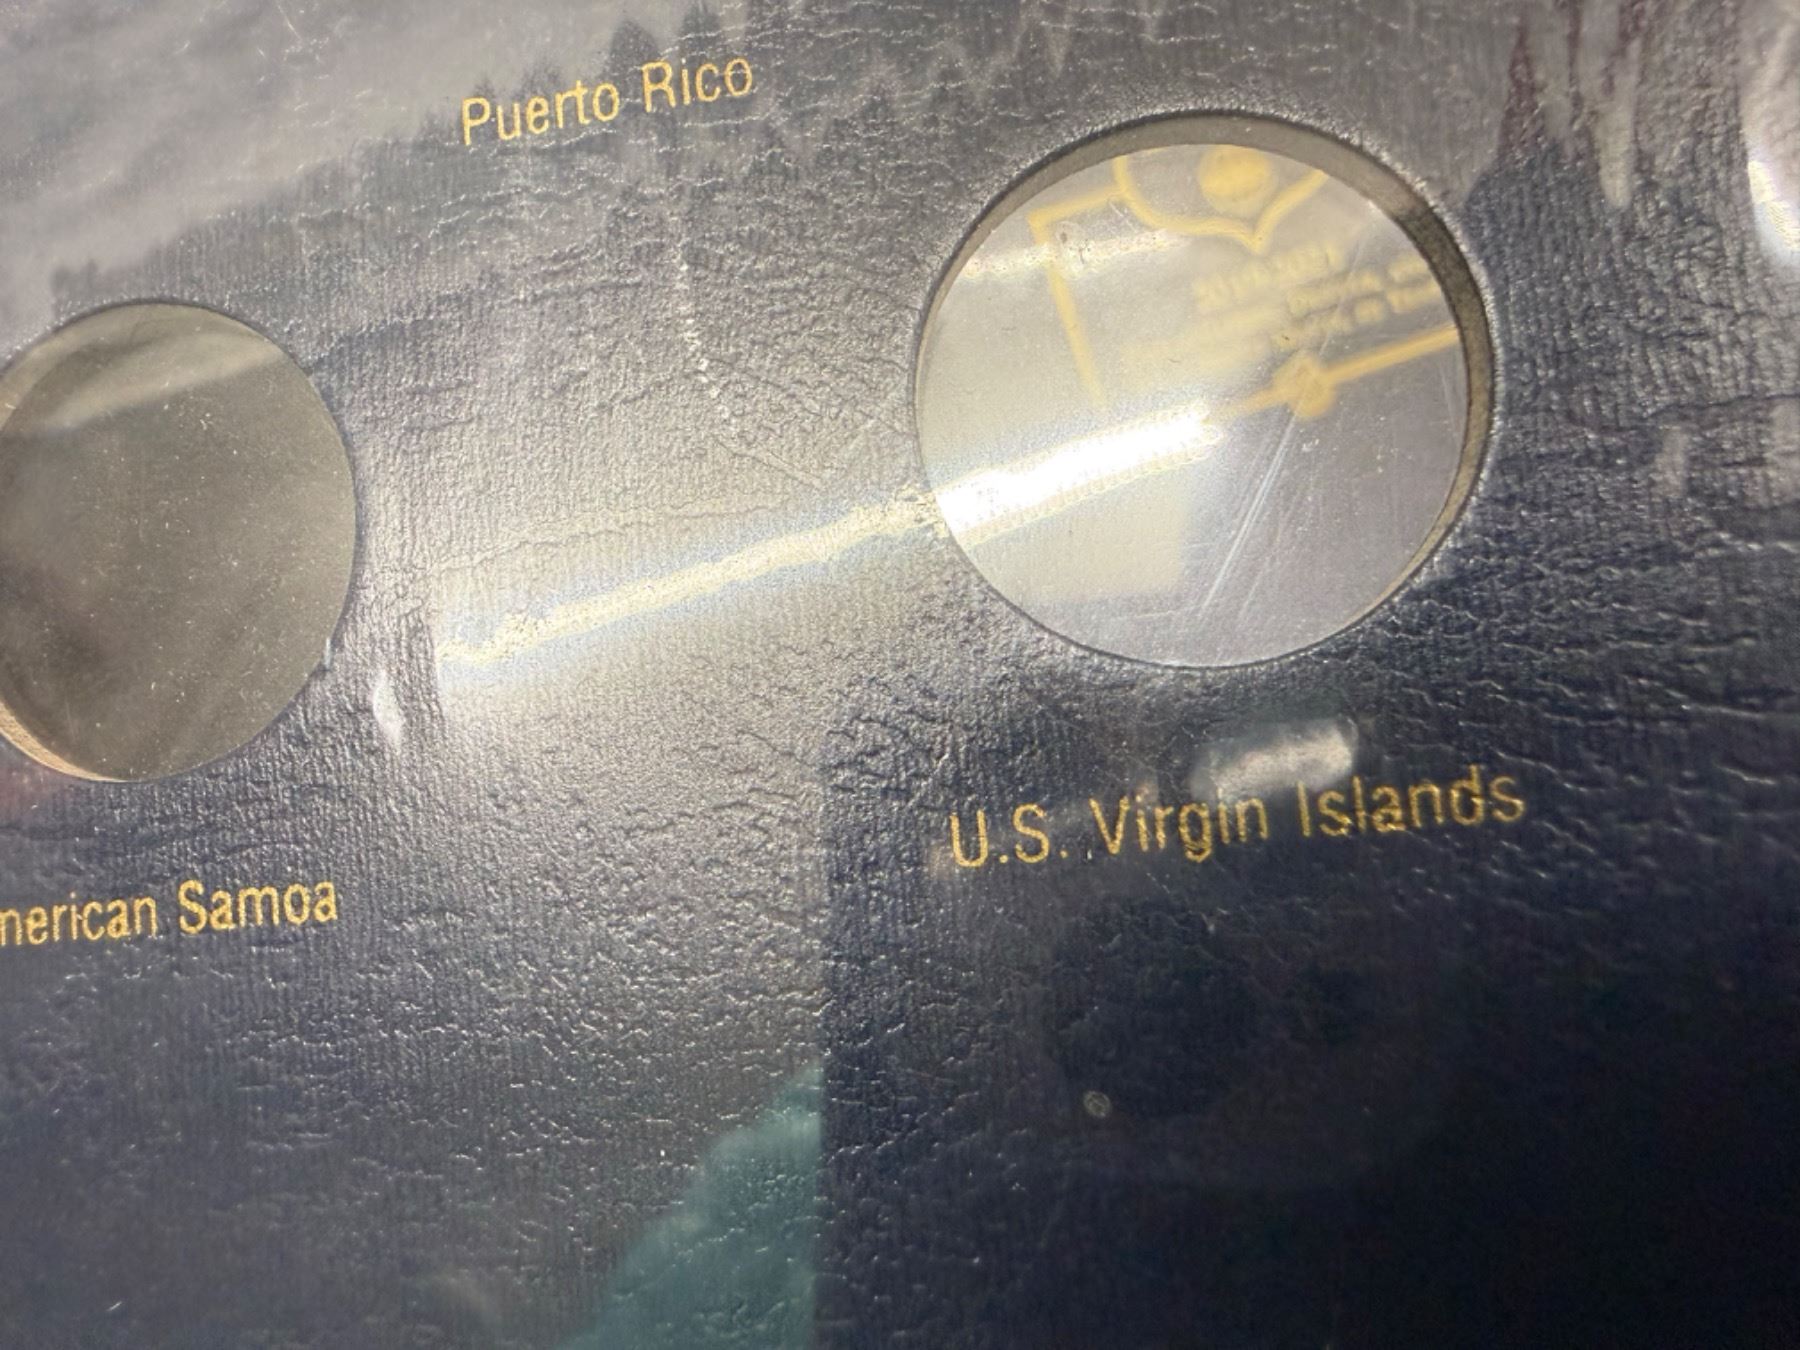 Puerto Rico
merican Samoa
U.S. Virgin Islands